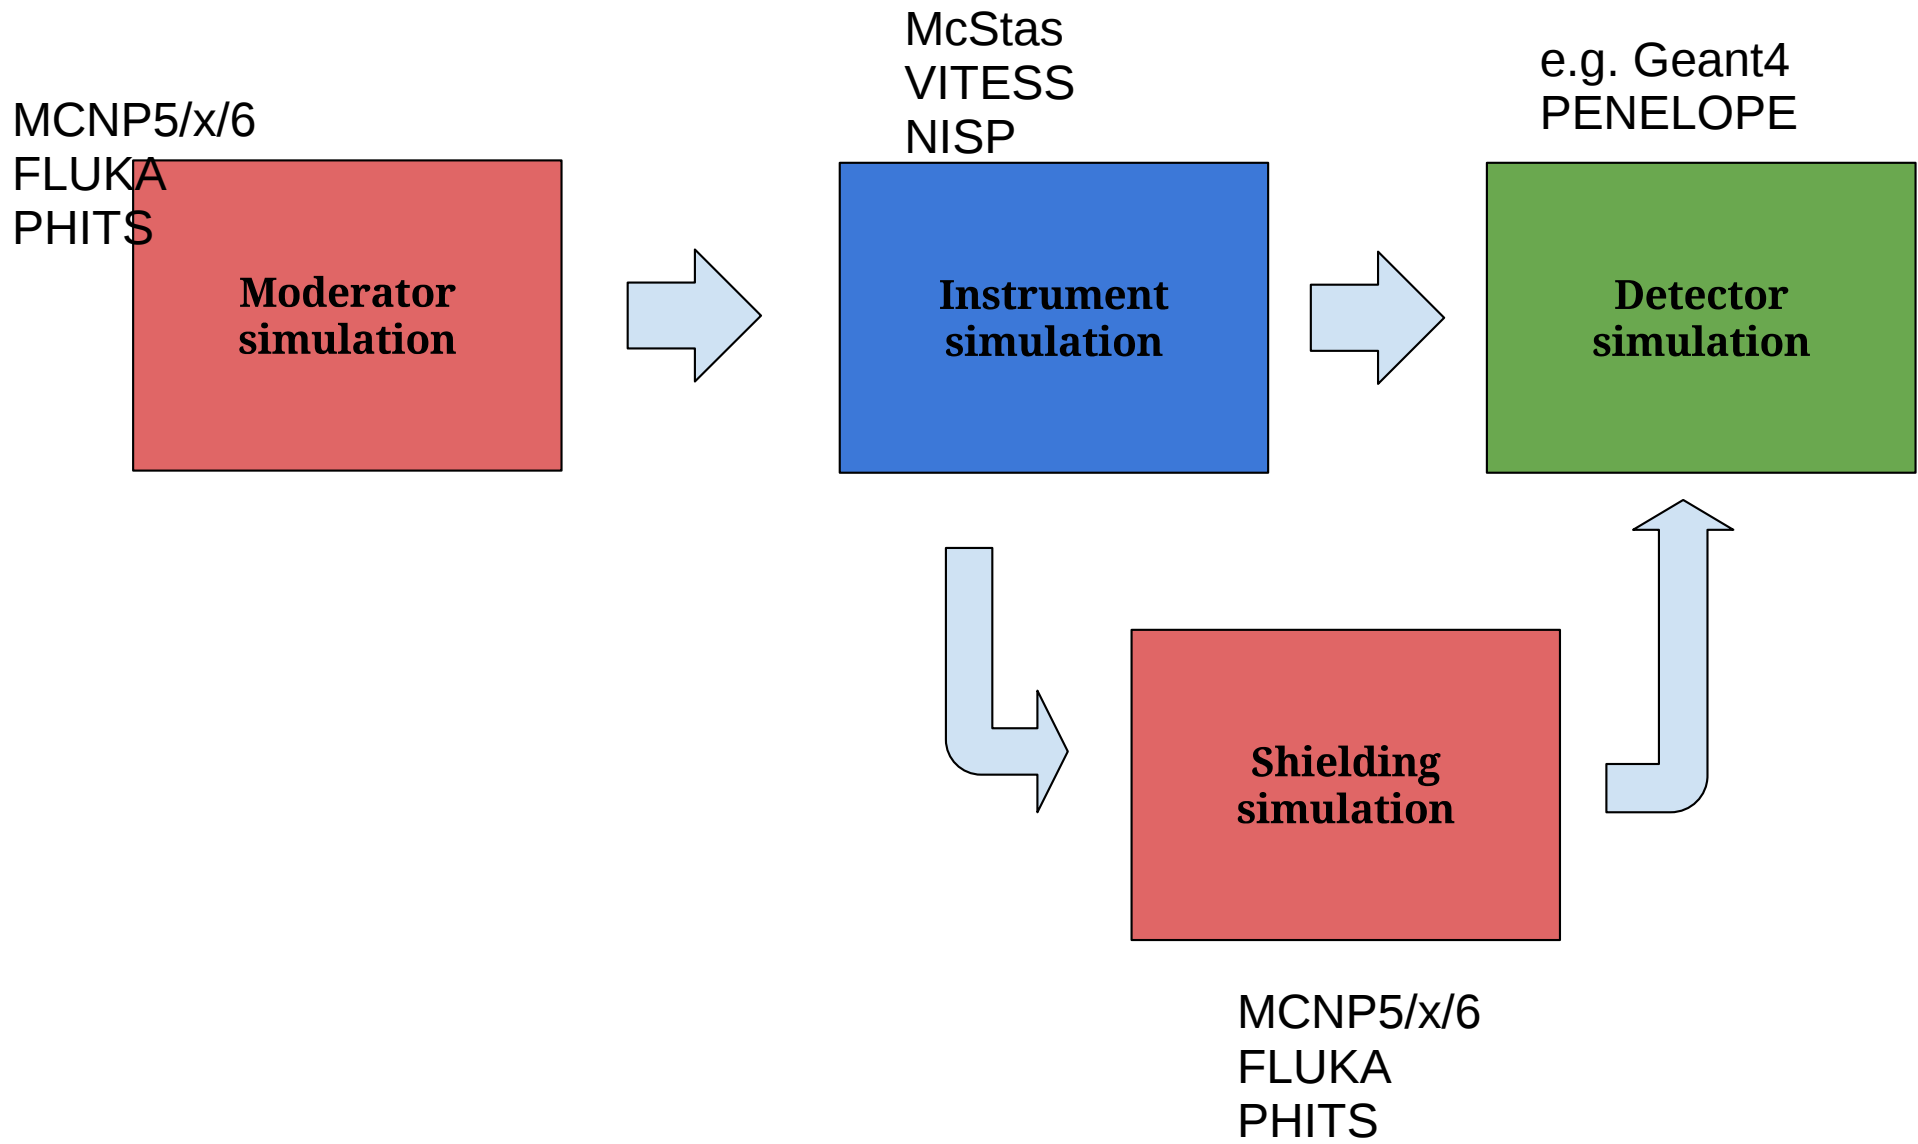 MCNP5/x/6
FLUKA
PHITS
Moderator
simulation
McStas
VITESS
NISP
Instrument
simulation
e.g. Geant4
PENELOPE
Detector
simulation
Shielding
simulation
MCNP5/x/6
FLUKA
PHITS